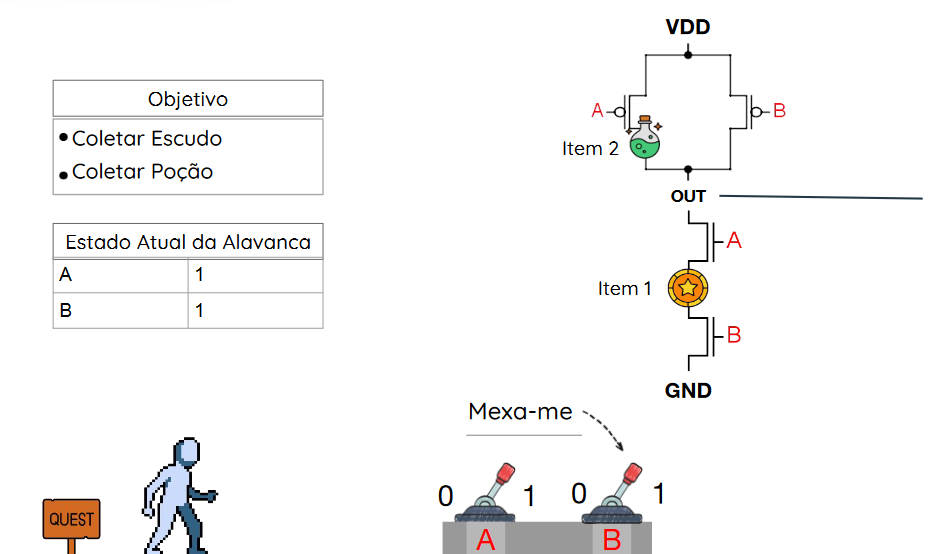 Objetivo
Coletar Escudo
Coletar Poção
Estado Atual da Alavanca
A 1
B 1
VDD
A
B
Item 2
OUT
A
Item 1
B
GND
Mexa-me
0 1 0 1
A B
QUEST